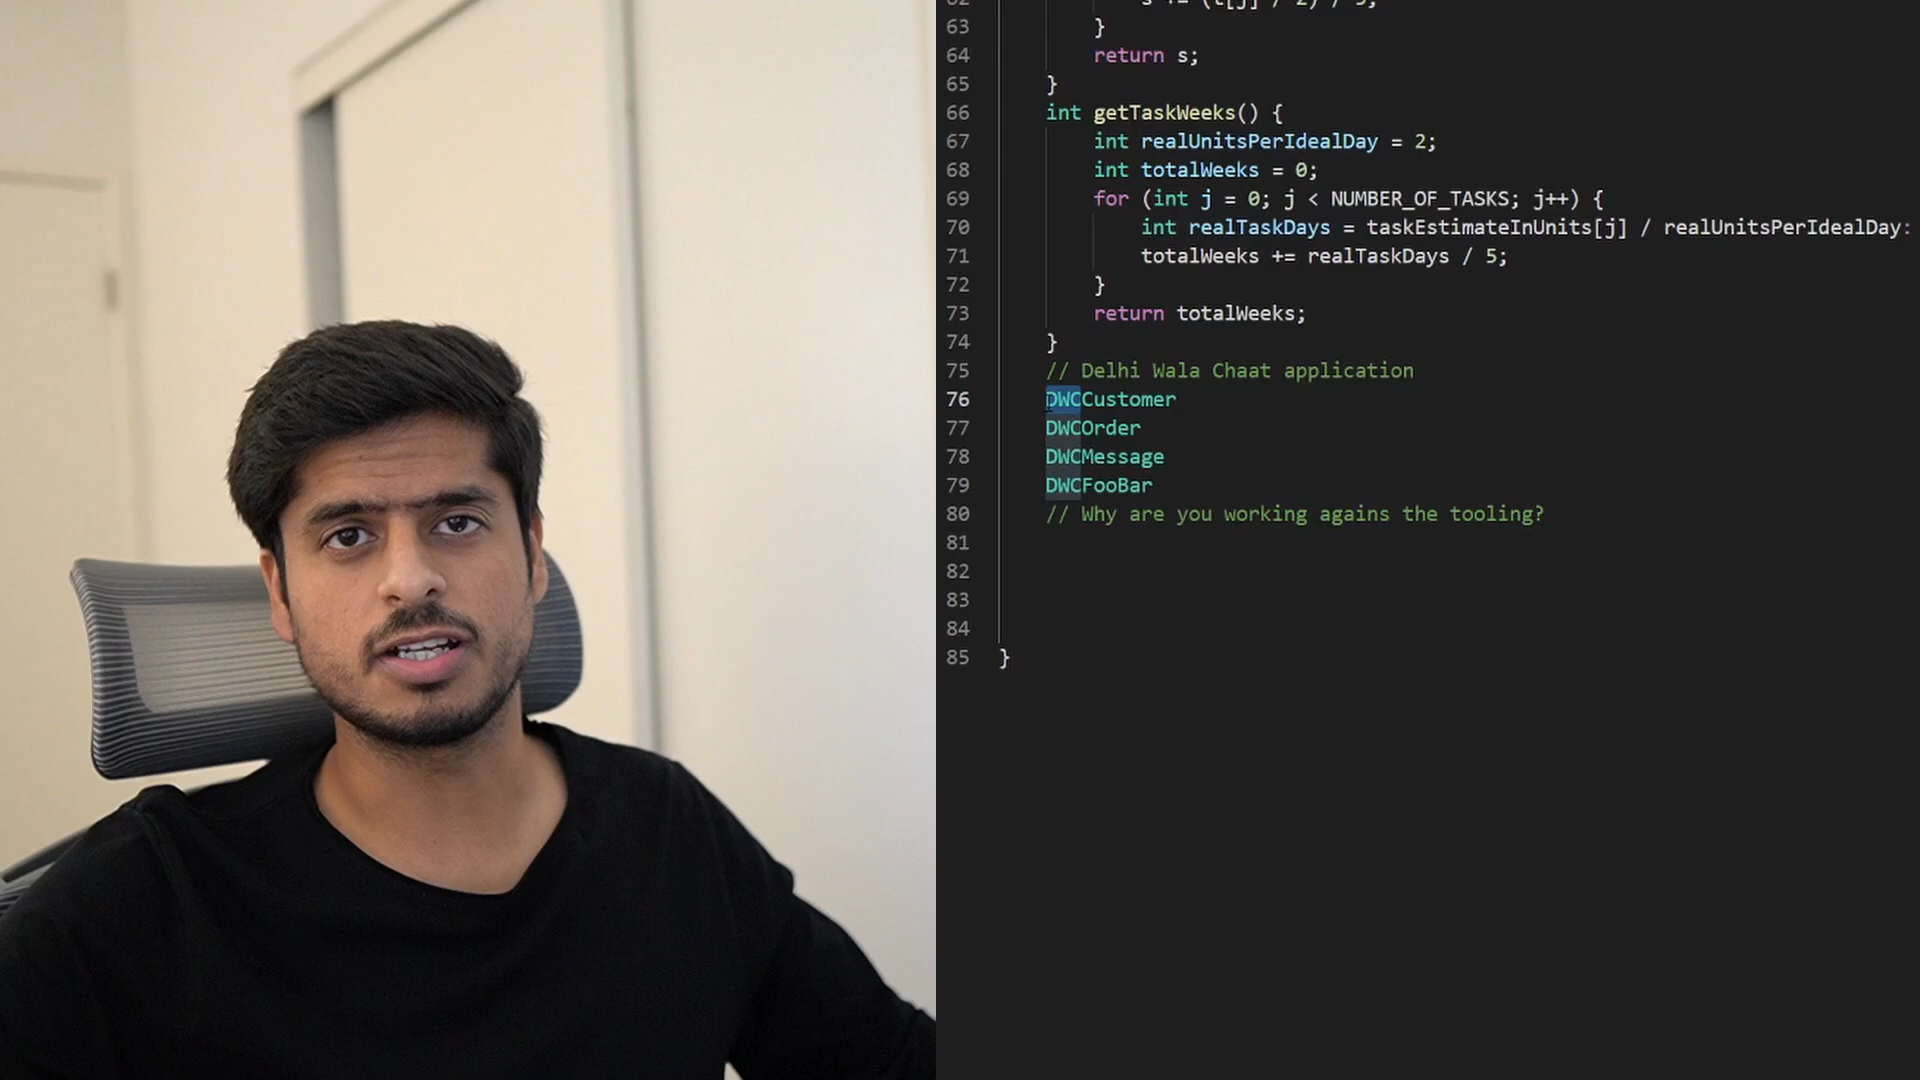 62 s += (t[j] / 2) / 5;
63 }
64 return s;
65 }
66 int getTaskWeeks() {
67 int realUnitsPerIdealDay = 2;
68 int totalWeeks = 0;
69 for (int j = 0; j < NUMBER_OF_TASKS; j++) {
70 int realTaskDays = taskEstimateInUnits[j] / realUnitsPerIdealDay;
71 totalWeeks += realTaskDays / 5;
72 }
73 return totalWeeks;
74 }
75 // Delhi Wala Chaat application
76 DWCCustomer
77 DWCOrder
78 DWCMessage
79 DWCFooBar
80 // Why are you working agains the tooling?
81
82
83
84
85 }